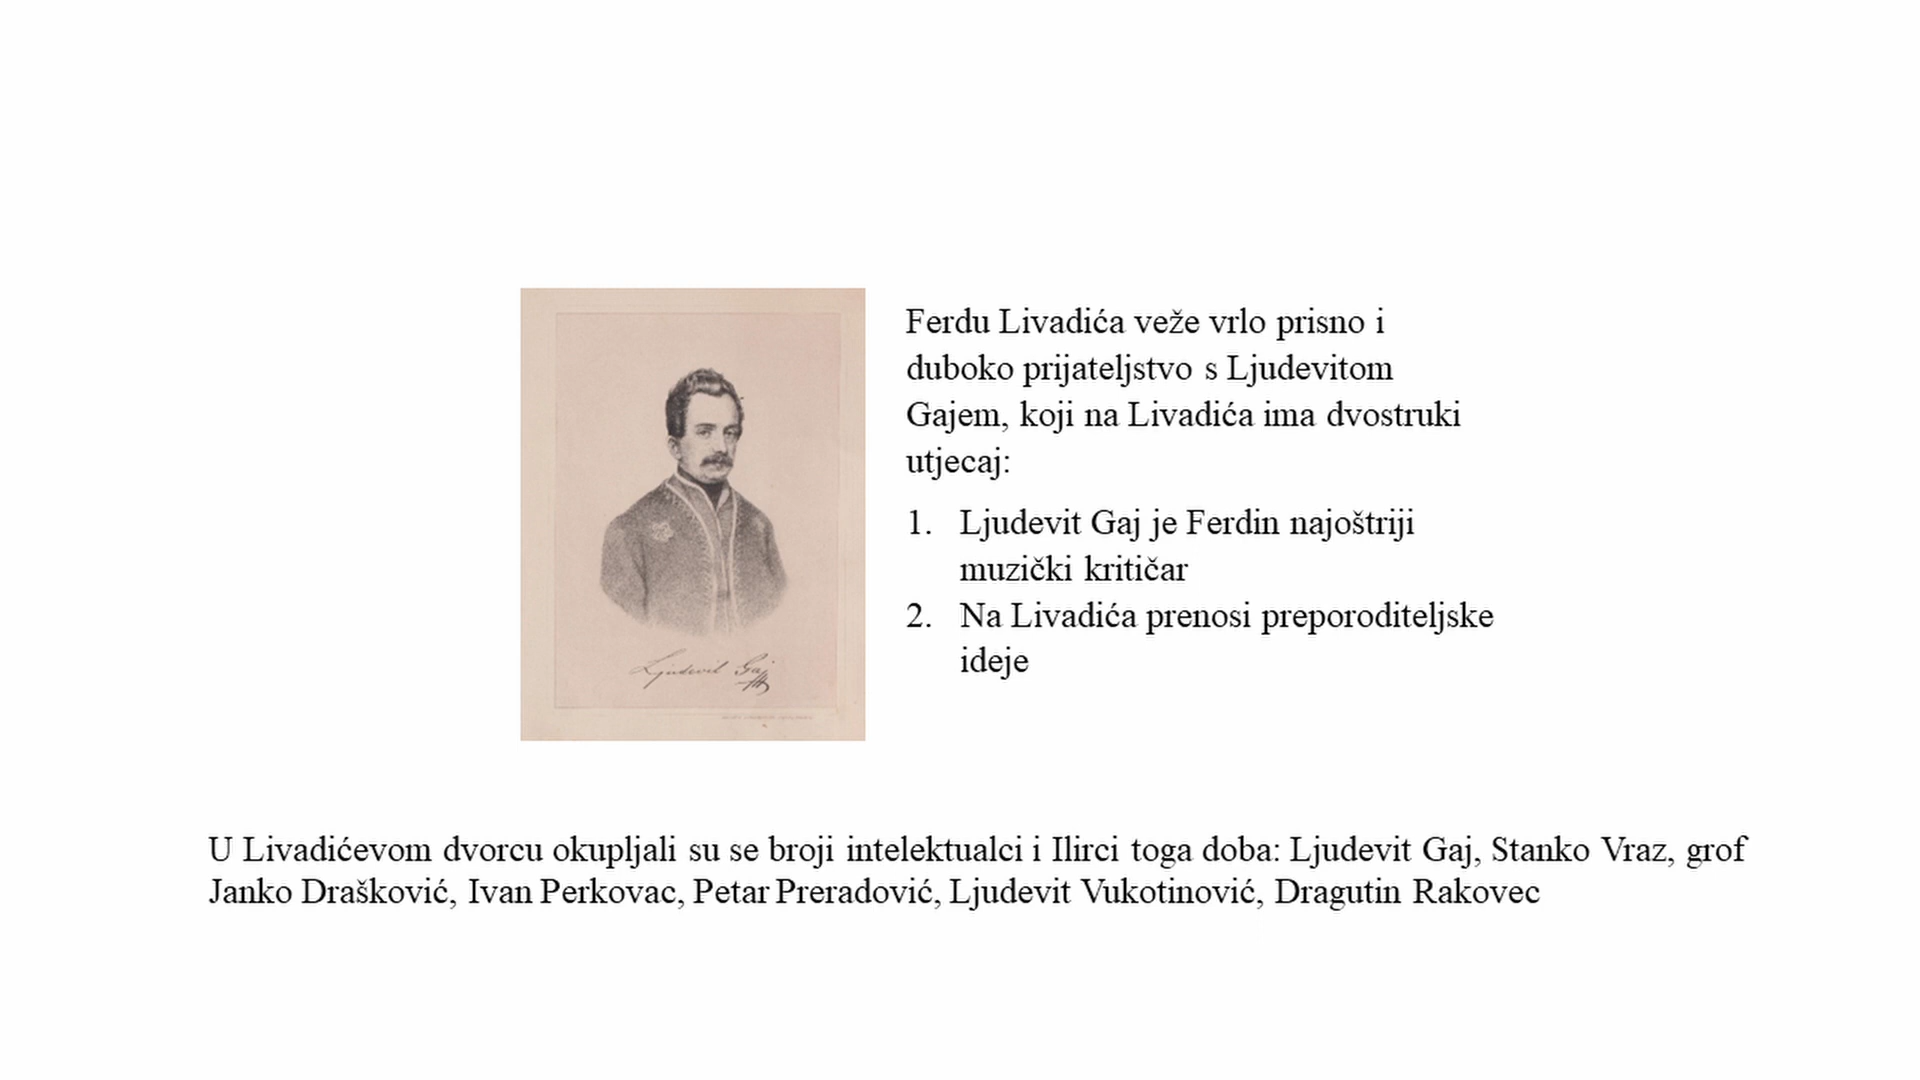 Ferdu Livadića veže vrlo prisno i
duboko prijateljstvo s Ljudevitom
Gajem, koji na Livadića ima dvostruki
utjecaj:
1. Ljudevit Gaj je Ferdin najoštriji
muzički kritičar
2. Na Livadića prenosi preporoditeljske
ideje
Ljudevit Gaj
U Livadićevom dvorcu okupljali su se broji intelektualci i Ilirci toga doba: Ljudevit Gaj, Stanko Vraz, grof
Janko Drašković, Ivan Perkovac, Petar Preradović, Ljudevit Vukotinović, Dragutin Rakovec